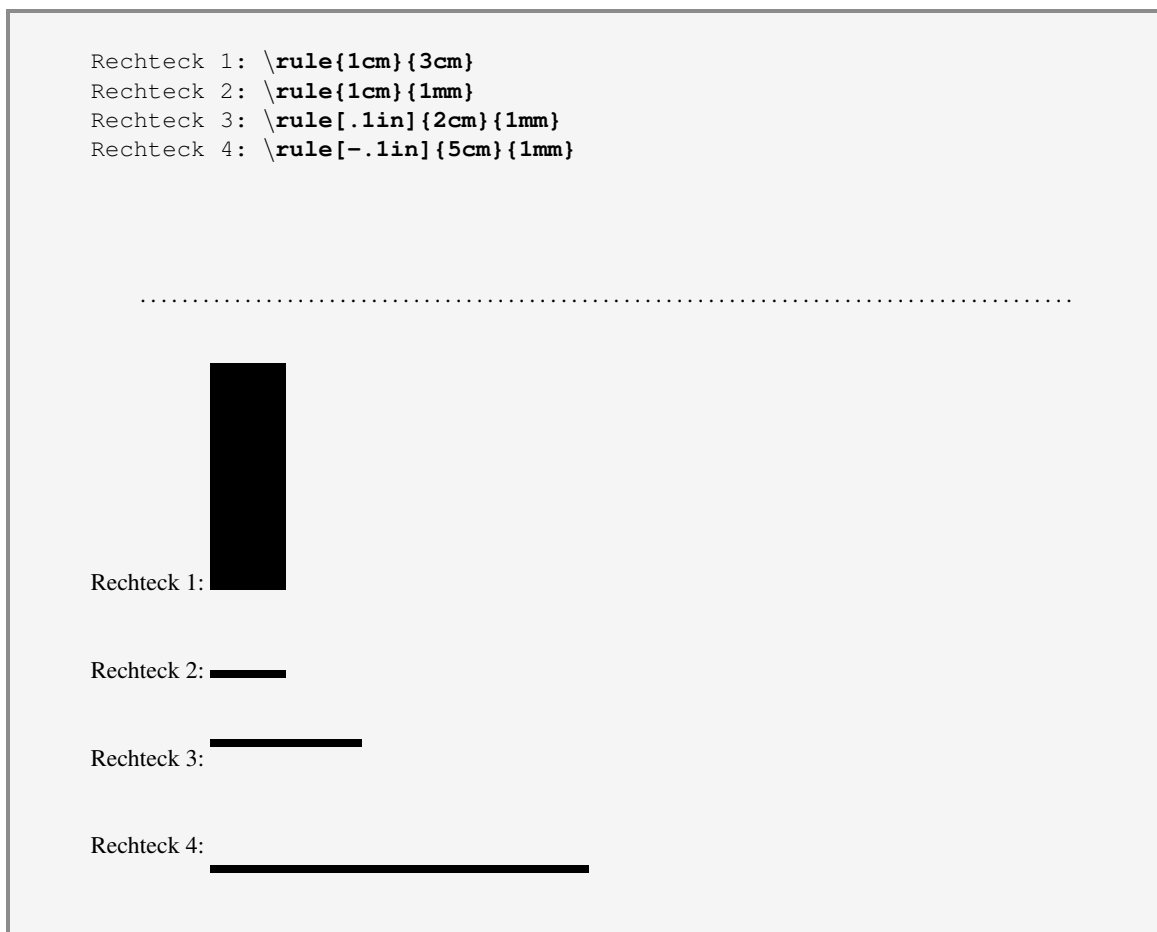 Rechteck 1: \rule{1cm}{3cm}
Rechteck 2: \rule{1cm}{1mm}
Rechteck 3: \rule[.1in]{2cm}{1mm}
Rechteck 4: \rule[-.1in]{5cm}{1mm}
Rechteck 1:
Rechteck 2:
Rechteck 3:
Rechteck 4: